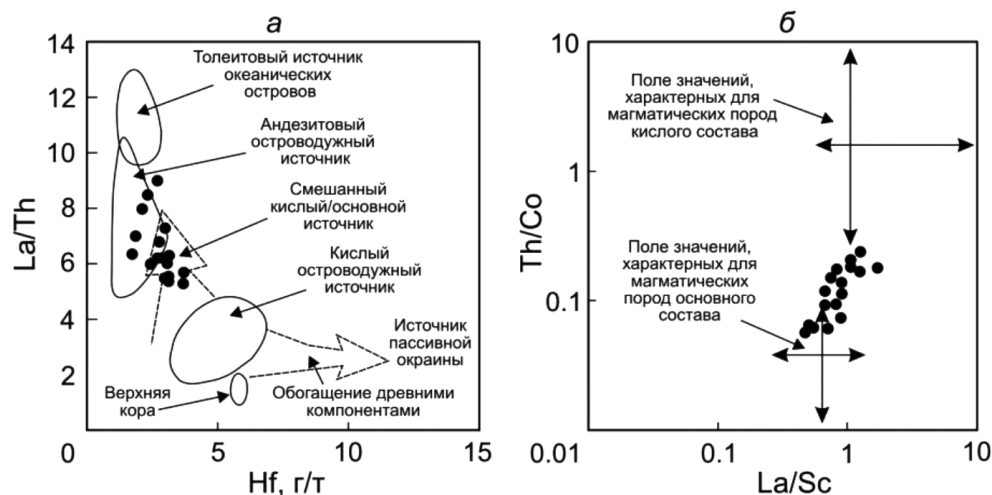 а
14
12
10
8
6
4
2
0
La/Th
5
10
15
Hf, г/т
Толеитовый источник
океанических
островов
Андезитовый
островодужный
источник
Смешанный
кислый/основной
источник
Кислый
островодужный
источник
Источник
пассивной
окраины
Верхняя
кора
Обогащение древними
компонентами
б
10
1
0.1
0.01
Th/Co
0.1
1
10
La/Sc
Поле значений,
характерных для
магматических пород
кислого состава
Поле значений,
характерных для
магматических
пород основного
состава